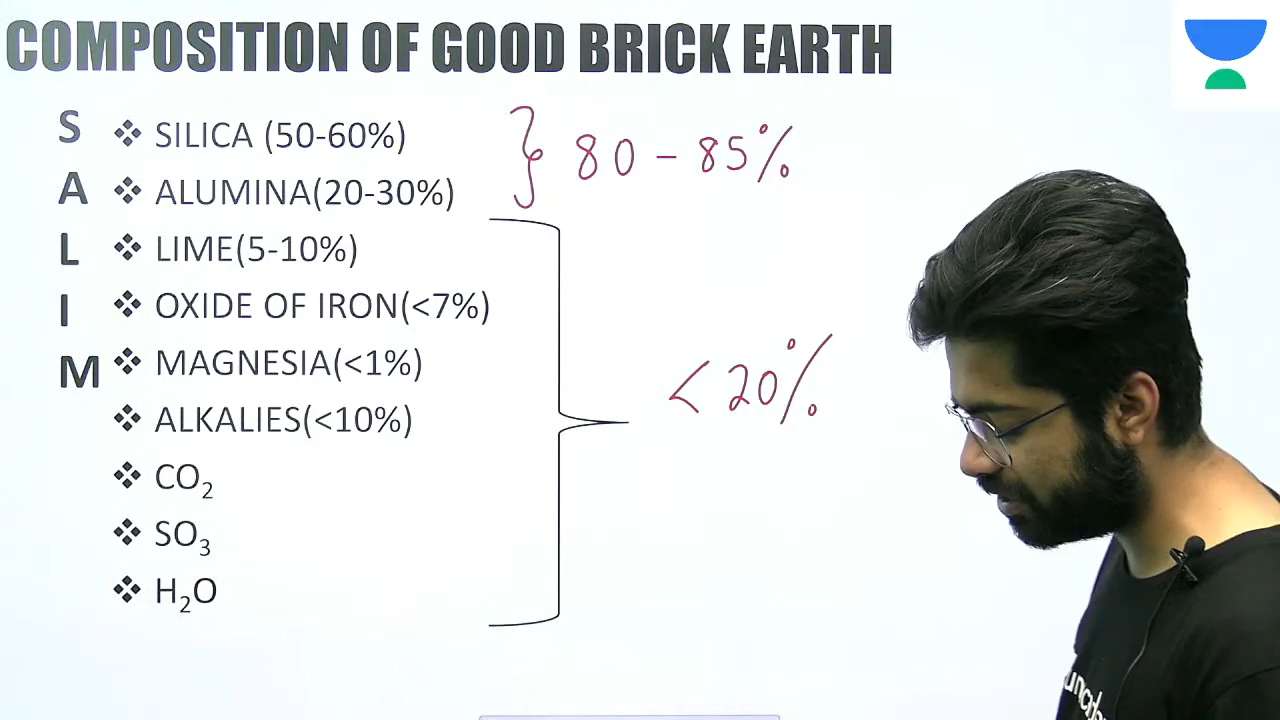 COMPOSITION OF GOOD BRICK EARTH
S ❖ SILICA (50-60%)
A ❖ ALUMINA(20-30%)
80 - 85%
L ❖ LIME(5-10%)
I ❖ OXIDE OF IRON(<7%)
M ❖ MAGNESIA(<1%)
❖ ALKALIES(<10%)
< 20%
❖ CO₂
❖ SO₃
❖ H₂O